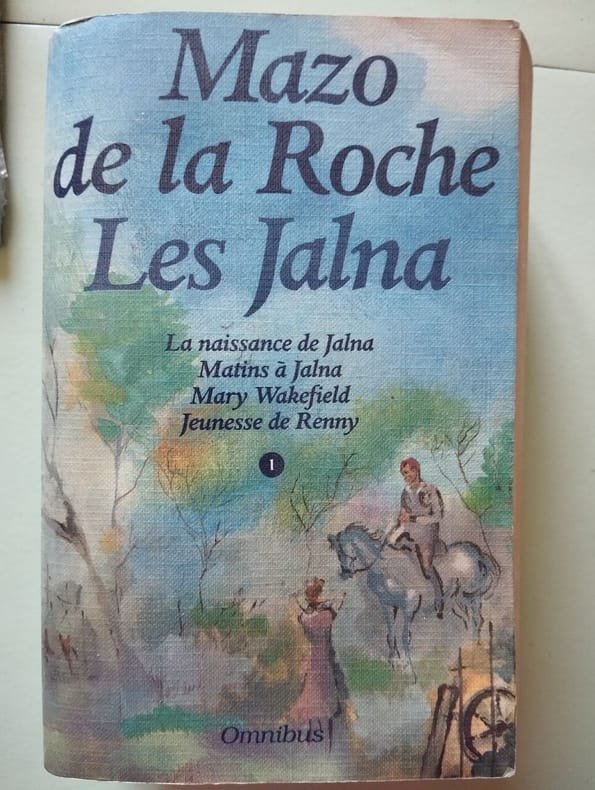 Mazo
de la Roche
Les Jalna
La naissance de Jalna
Matins à Jalna
Mary Wakefield
Jeunesse de Renny
1
Omnibus